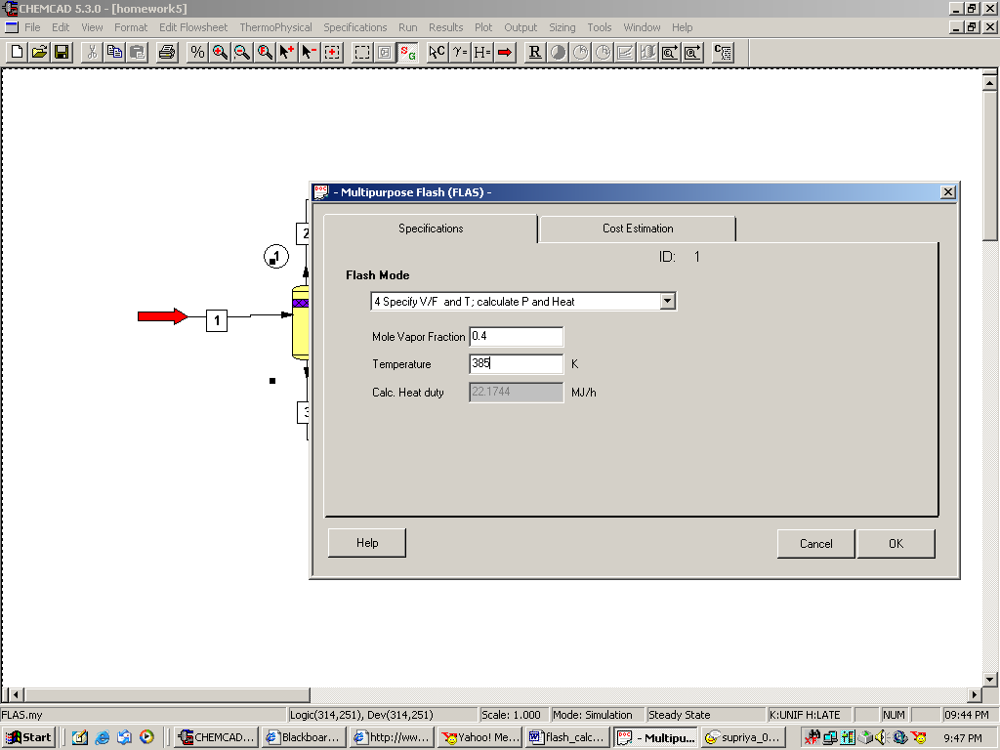 CHEMCAD 5.3.0 - [homework5]
File Edit View Format Edit Flowsheet ThermoPhysical Specifications Run Results Plot Output Sizing Tools Window Help
% C γ= H= R C
S G
- Multipurpose Flash (FLAS) -
Specifications Cost Estimation
ID: 1
Flash Mode
4 Specify V/F and T; calculate P and Heat
Mole Vapor Fraction 0.4
Temperature 385 K
Calc. Heat duty 22.1744 MJ/h
Help Cancel OK
2
1
1
3
FLAS.my Logic(314,251), Dev(314,251) Scale: 1.000 Mode: Simulation Steady State K:UNIF H:LATE NUM 09:44 PM
Start CHEMCAD... Blackboar... http://ww... Yahoo! Me... flash_calc... - Multipu... supriya_0... 9:47 PM